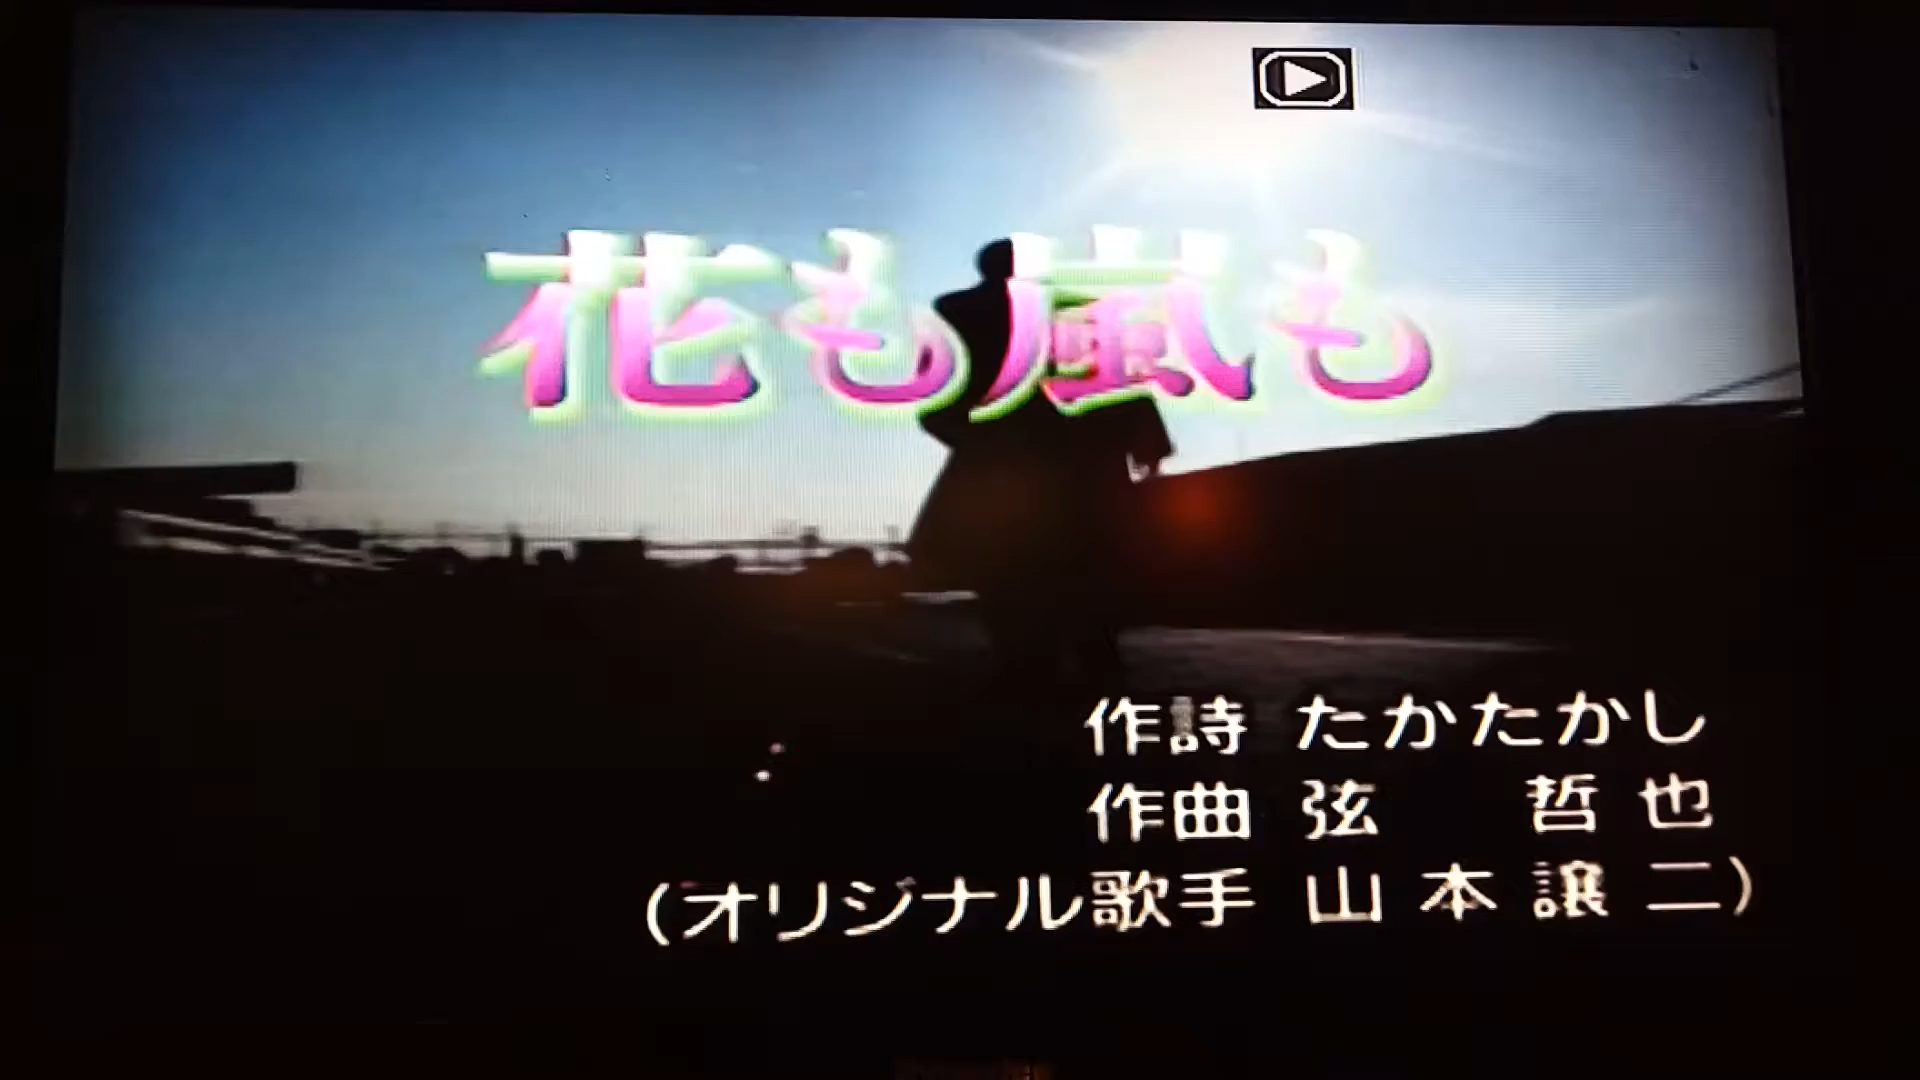 花も嵐も
作詩 たかたかし
作曲 弦 哲也
(オリジナル歌手 山本譲二)